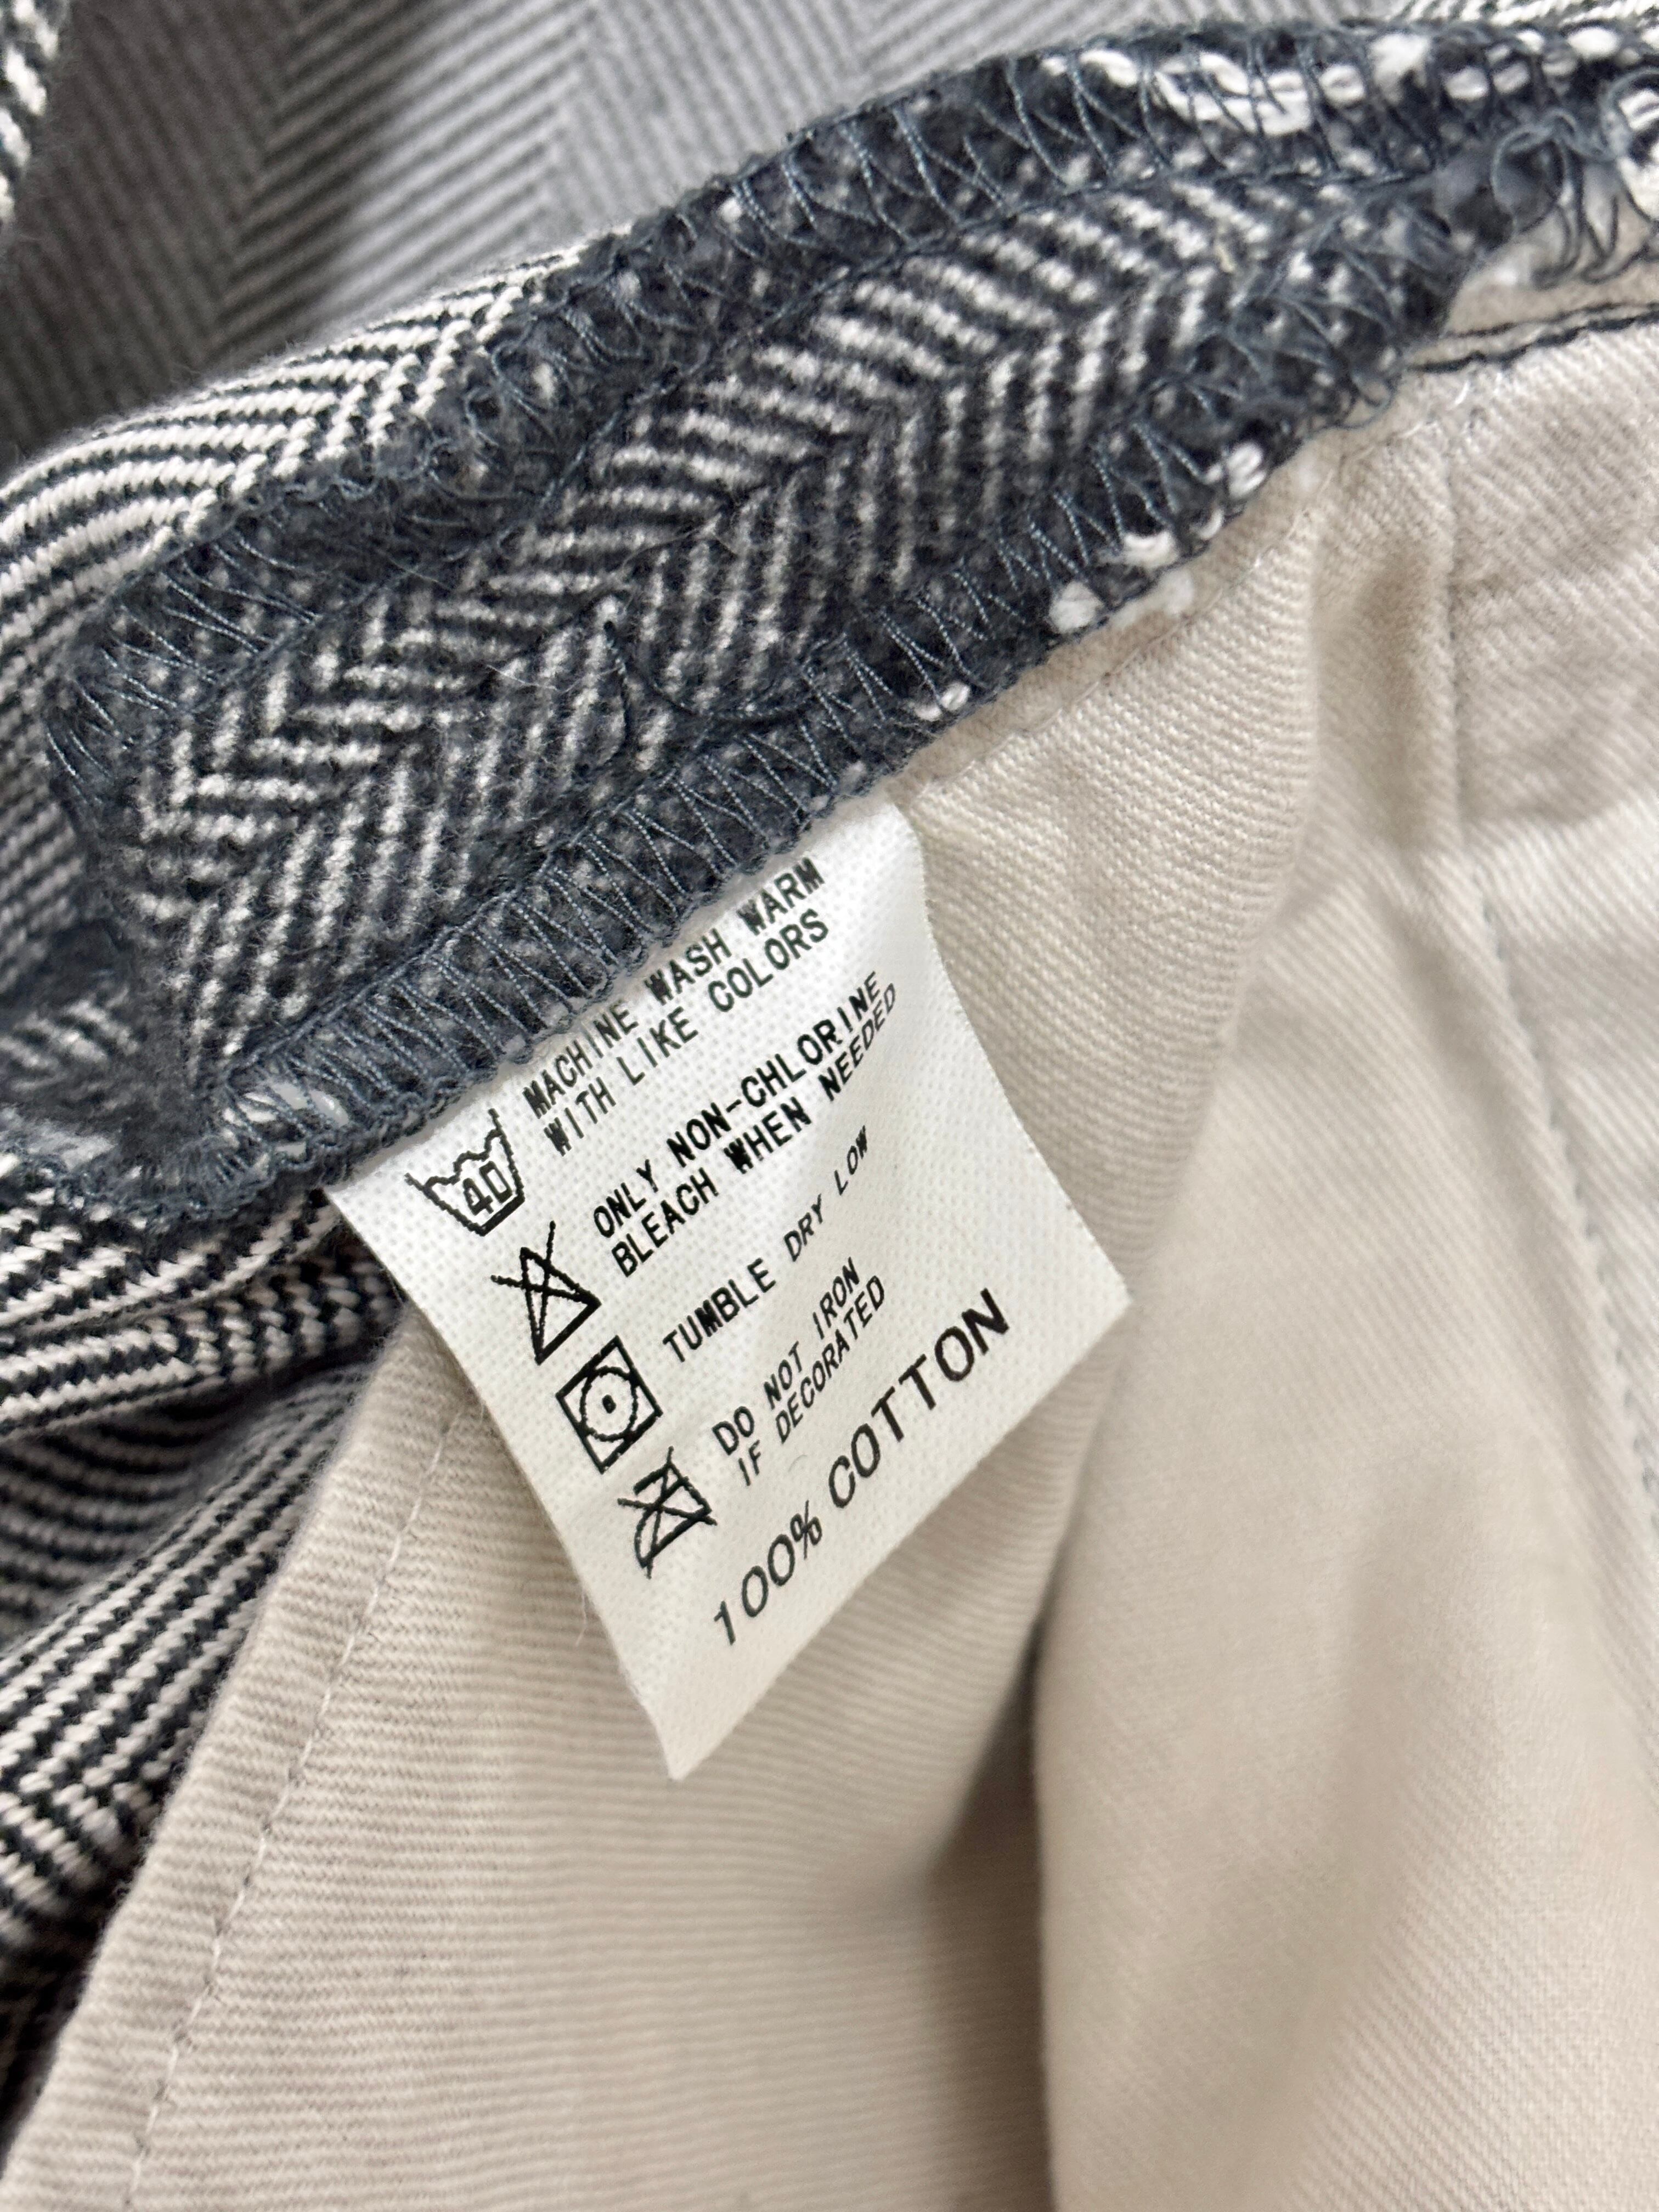 MACHINE WASH WARM
WITH LIKE COLORS
40
ONLY NON-CHLORINE
BLEACH WHEN NEEDED
TUMBLE DRY LOW
DO NOT IRON
IF DECORATED
100% COTTON